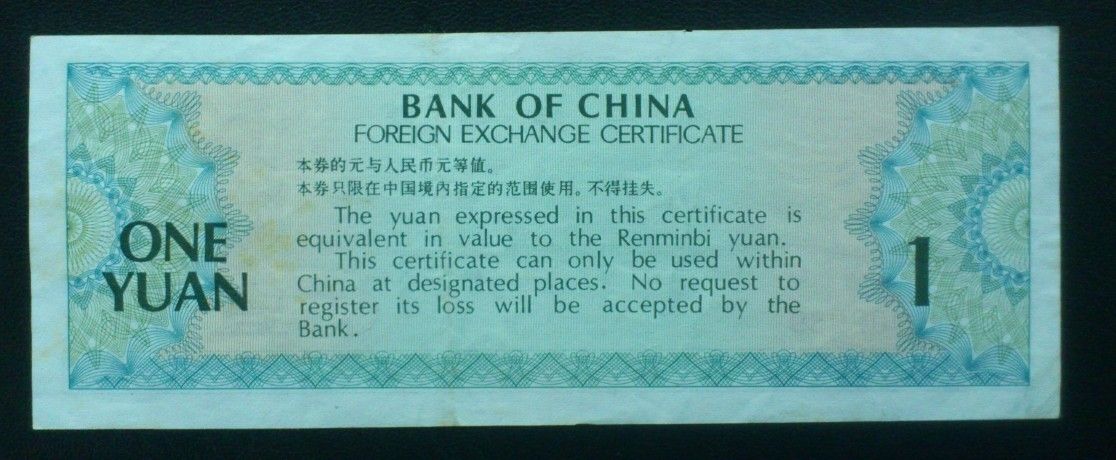 BANK OF CHINA
FOREIGN EXCHANGE CERTIFICATE
本券的元与人民币元等值。
本券只限在中国境内指定的范围使用。不得挂失。
The yuan expressed in this certificate is
equivalent in value to the Renminbi yuan.
This certificate can only be used within
China at designated places. No request to
register its loss will be accepted by the
Bank.
ONE
YUAN
1